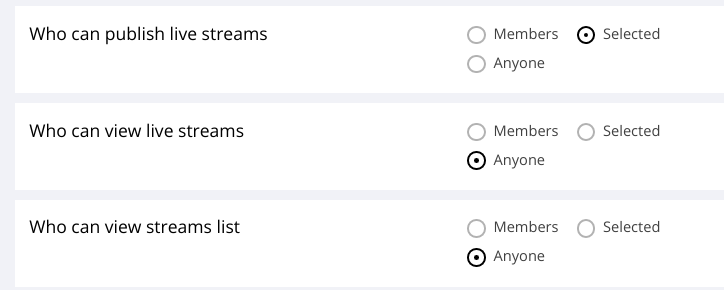 Who can publish live streams Members Selected
Anyone
Who can view live streams Members Selected
Anyone
Who can view streams list Members Selected
Anyone